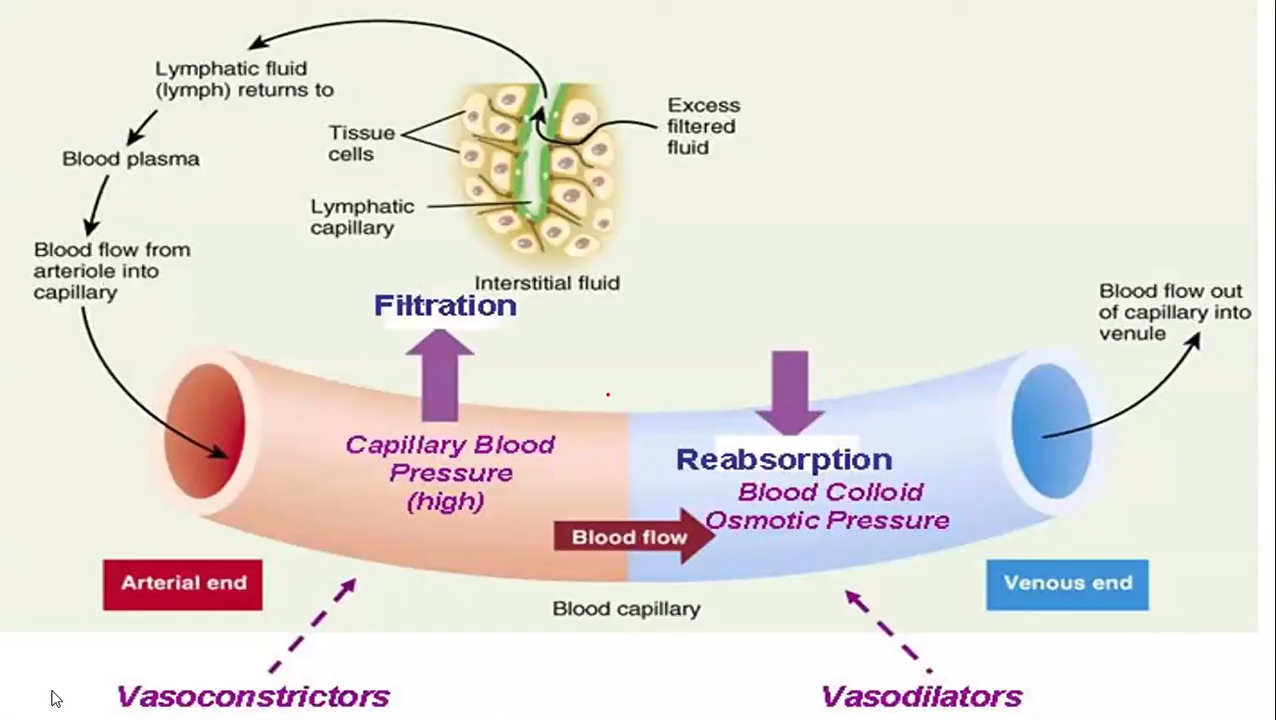 Lymphatic fluid
(lymph) returns to
Blood plasma
Blood flow from
arteriole into
capillary
Tissue
cells
Lymphatic
capillary
Excess
filtered
fluid
Interstitial fluid
Filtration
Blood flow out
of capillary into
venule
Capillary Blood
Pressure
(high)
Reabsorption
Blood Colloid
Osmotic Pressure
Blood flow
Arterial end
Venous end
Blood capillary
Vasoconstrictors
Vasodilators